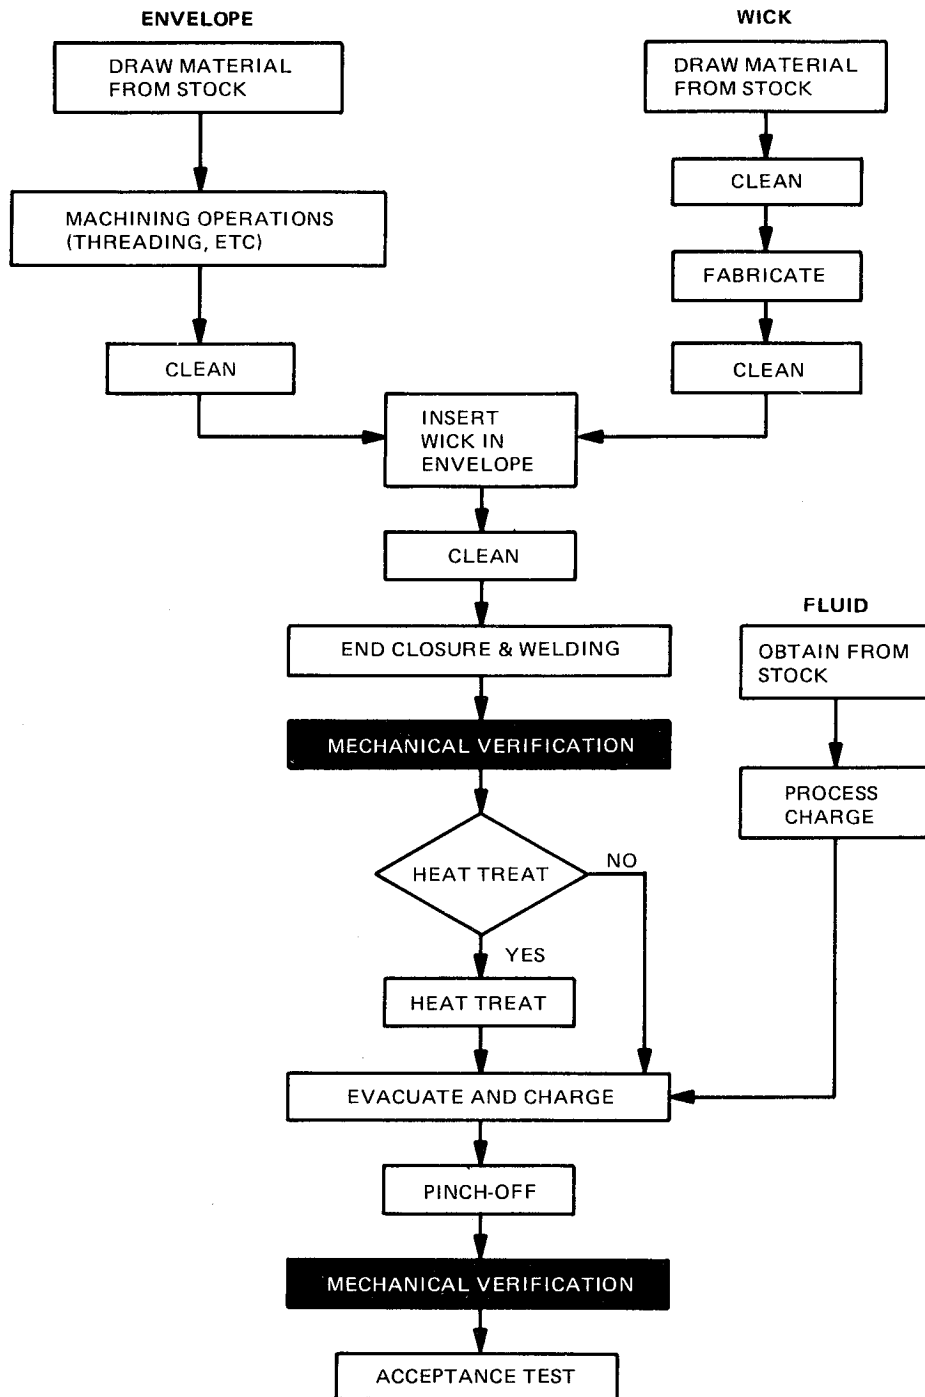 ENVELOPE
DRAW MATERIAL
FROM STOCK
MACHINING OPERATIONS
(THREADING, ETC)
CLEAN
WICK
DRAW MATERIAL
FROM STOCK
CLEAN
FABRICATE
CLEAN
INSERT
WICK IN
ENVELOPE
CLEAN
END CLOSURE & WELDING
MECHANICAL VERIFICATION
FLUID
OBTAIN FROM
STOCK
PROCESS
CHARGE
HEAT TREAT
NO
YES
HEAT TREAT
EVACUATE AND CHARGE
PINCH-OFF
MECHANICAL VERIFICATION
ACCEPTANCE TEST